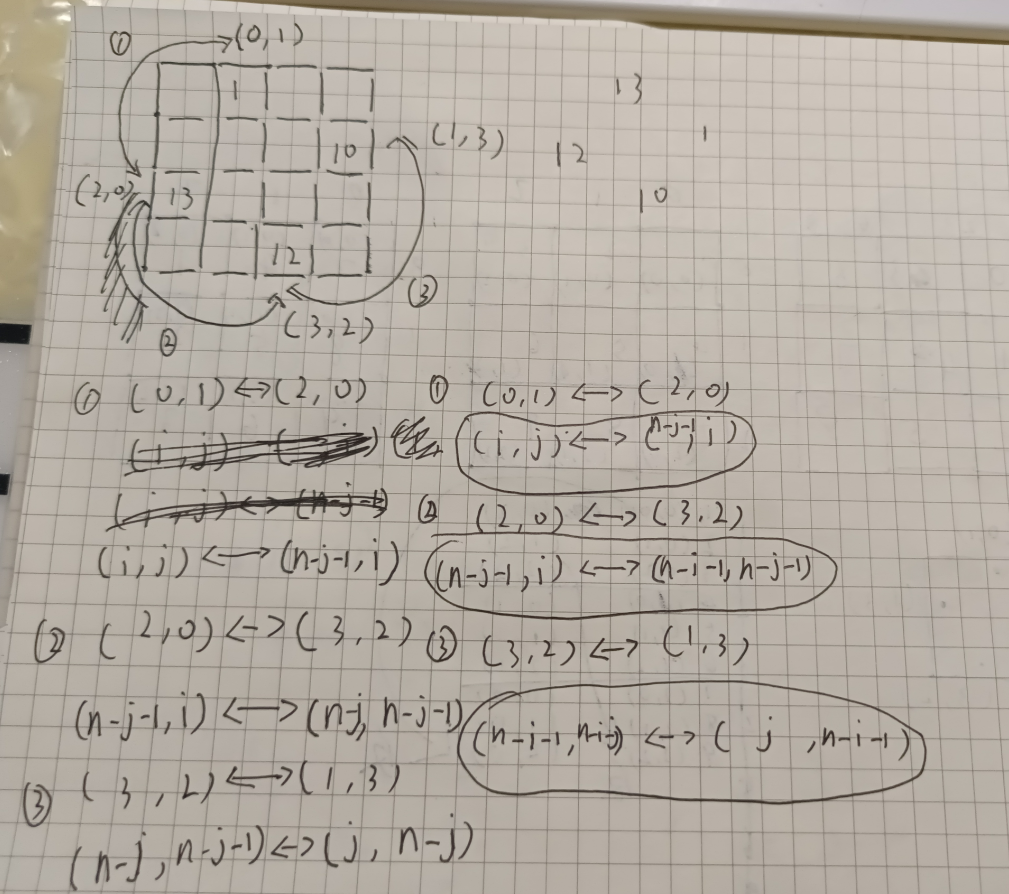 ① (0,1)
1
10 (1,3)
(2,0) 13
12
③
② (3,2)
13
1
12
10
① (0,1) ↔ (2,0)
(i,j) ↔ (n-j-1,i)
② (2,0) ↔ (3,2)
(n-j-1,i) ↔ (n-j, n-j-1)
③ (3,2) ↔ (1,3)
(n-j, n-j-1) ↔ (j, n-j)
① (0,1) ↔ (2,0)
(i,j) ↔ (n-j-1,i)
② (2,0) ↔ (3,2)
(n-j-1,i) ↔ (n-i-1, n-j-1)
③ (3,2) ↔ (1,3)
(n-i-1, ↔ (j, n-i-1)